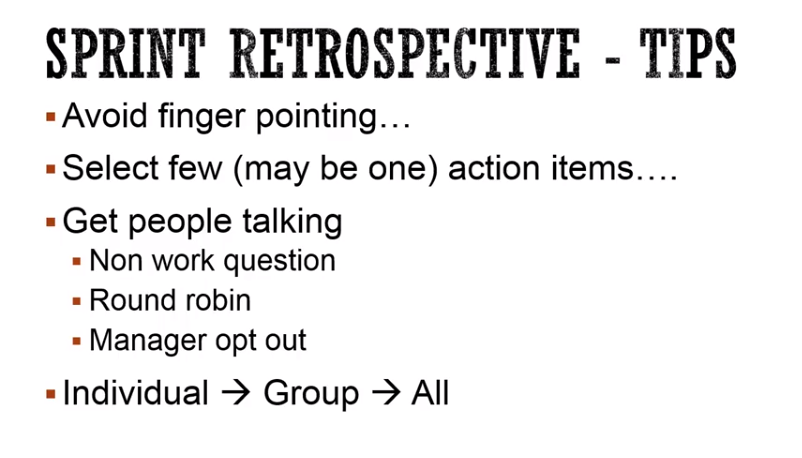 SPRINT RETROSPECTIVE - TIPS
▪ Avoid finger pointing…
▪ Select few (may be one) action items….
▪ Get people talking
▪ Non work question
▪ Round robin
▪ Manager opt out
▪ Individual → Group → All